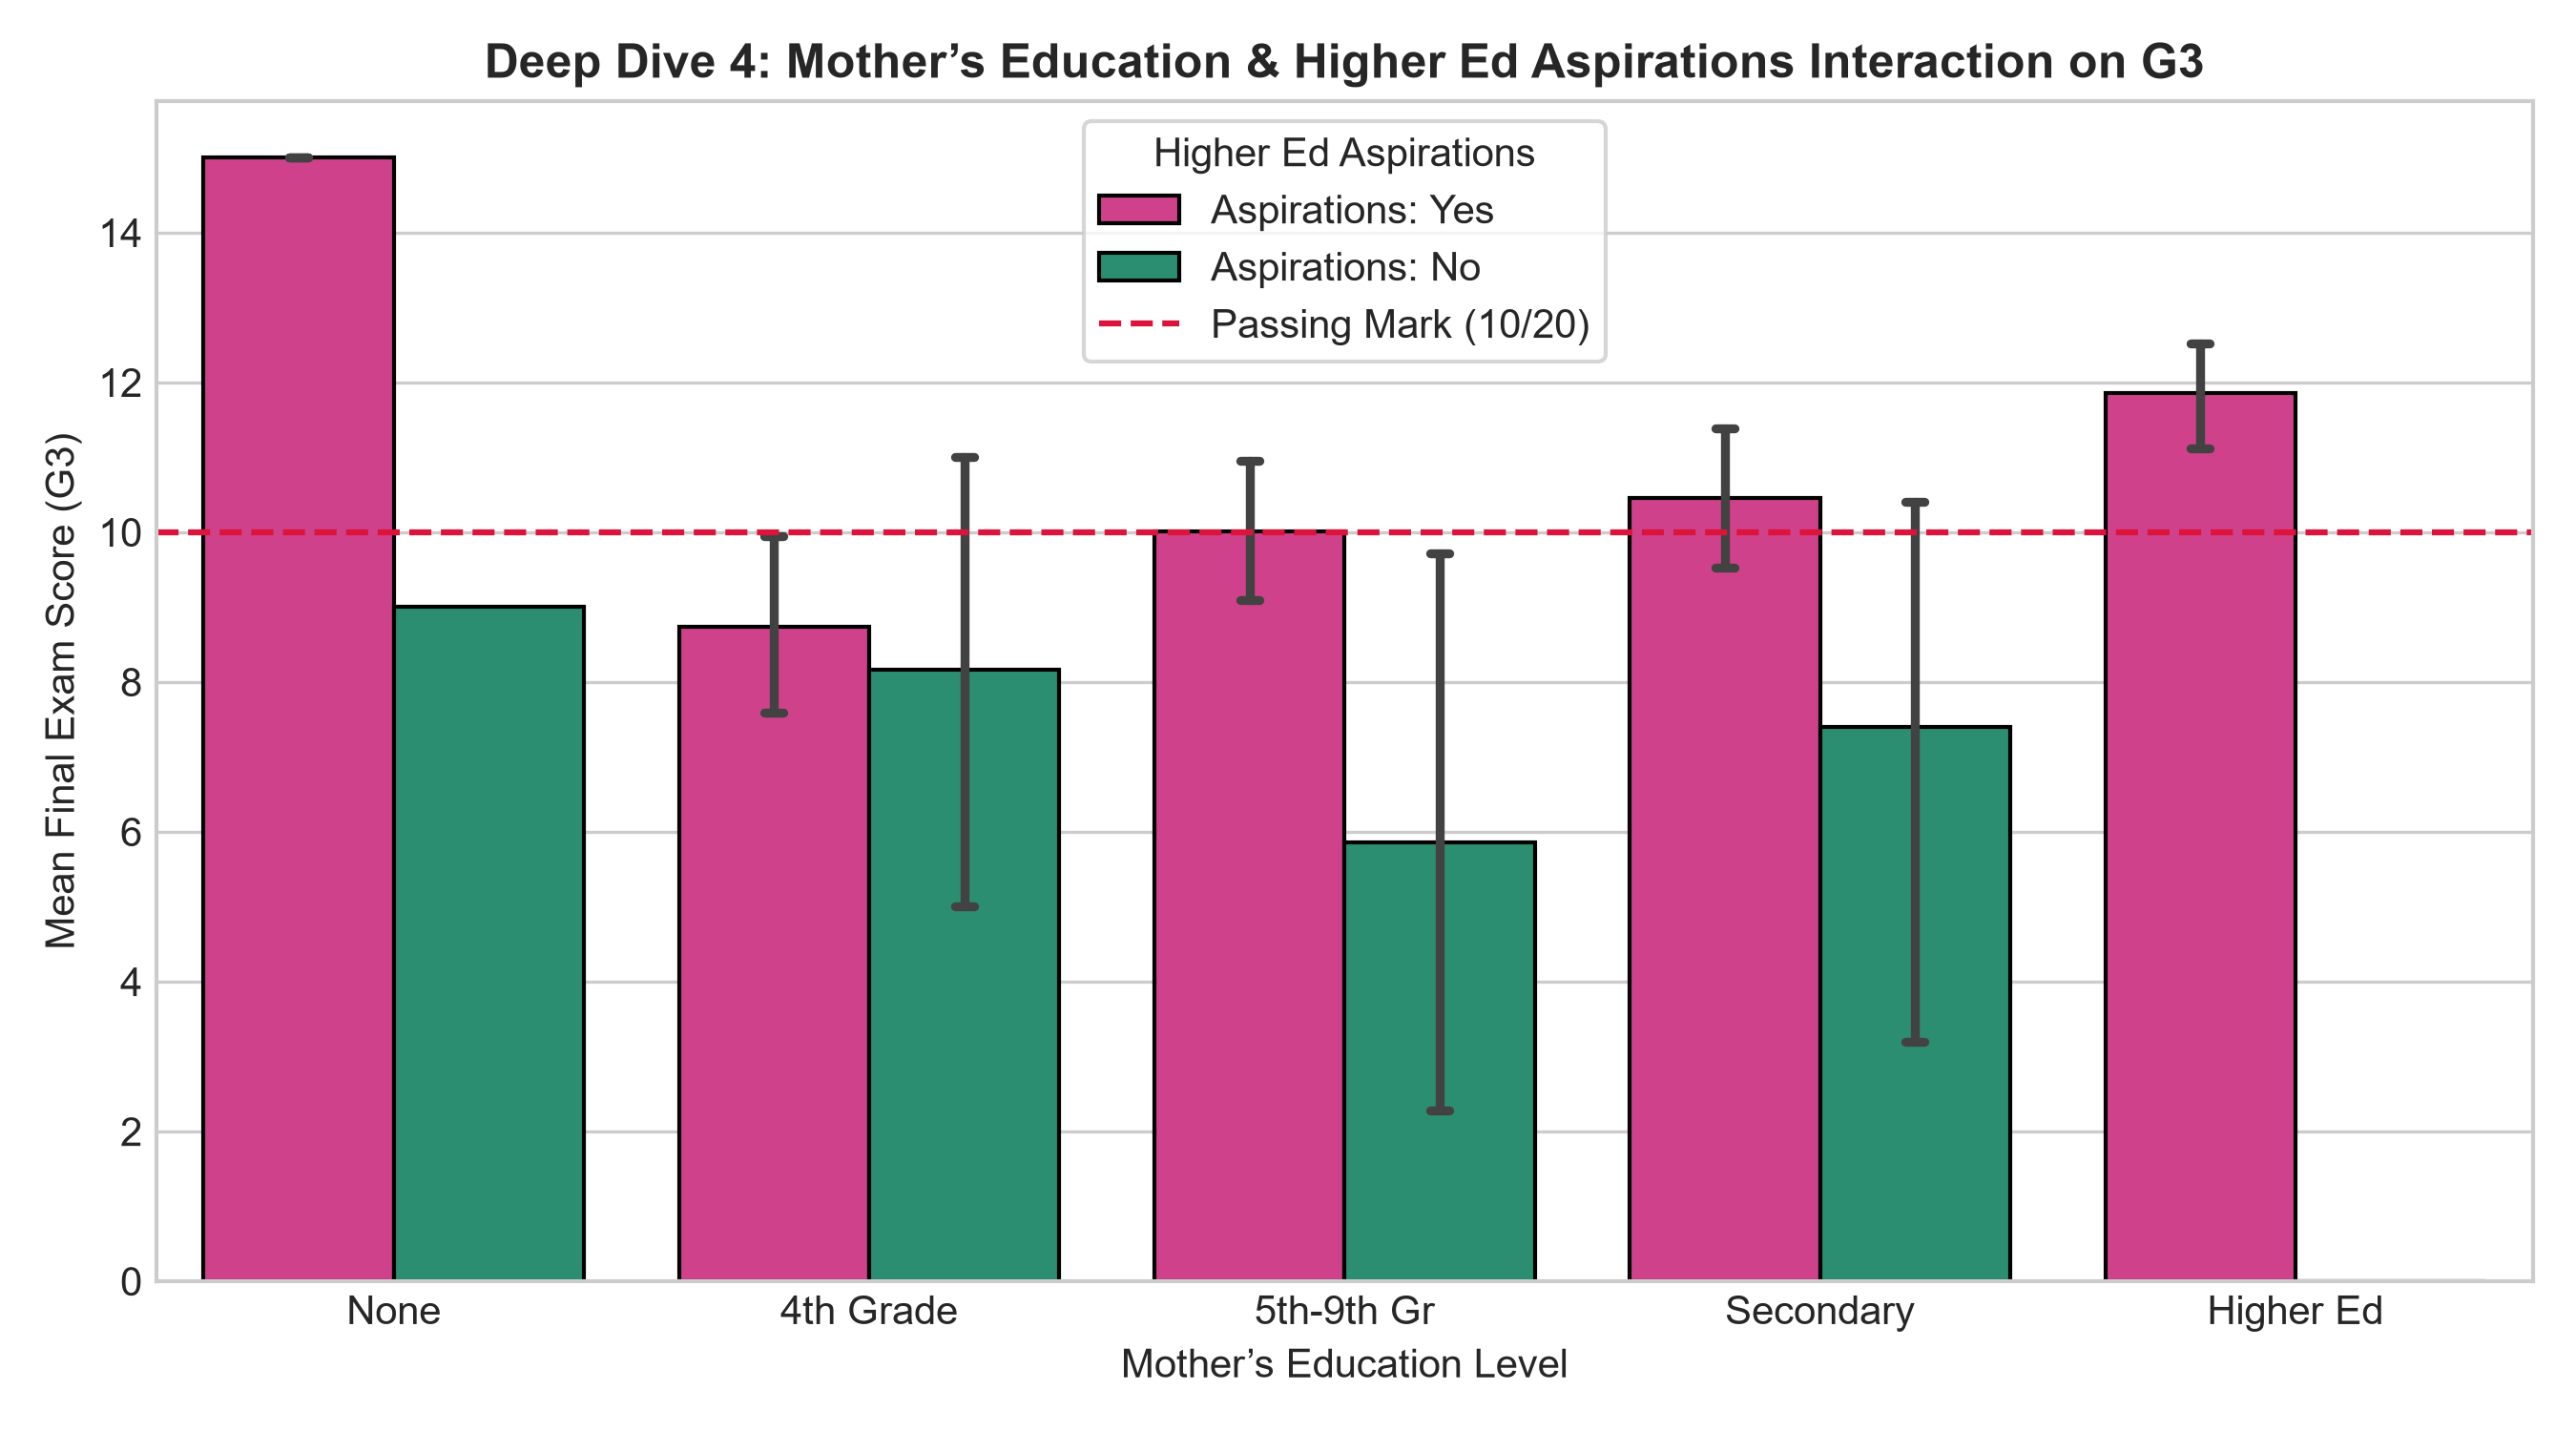 Deep Dive 4: Mother’s Education & Higher Ed Aspirations Interaction on G3
Higher Ed Aspirations
Aspirations: Yes
Aspirations: No
Passing Mark (10/20)
Mean Final Exam Score (G3)
14
12
10
8
6
4
2
0
None
4th Grade
5th-9th Gr
Secondary
Higher Ed
Mother’s Education Level